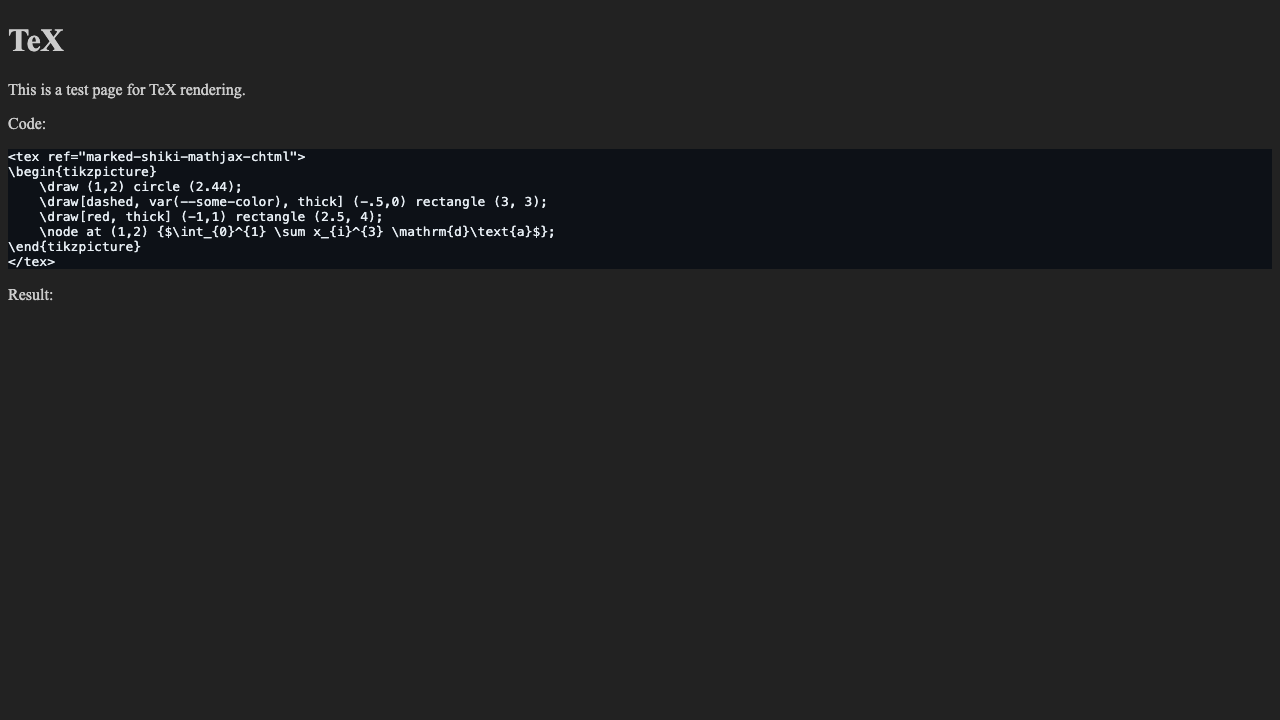 TeX
This is a test page for TeX rendering.
Code:
<tex ref="marked-shiki-mathjax-chtml">
\begin{tikzpicture}
    \draw (1,2) circle (2.44);
    \draw[dashed, var(--some-color), thick] (-.5,0) rectangle (3, 3);
    \draw[red, thick] (-1,1) rectangle (2.5, 4);
    \node at (1,2) {$\int_{0}^{1} \sum x_{i}^{3} \mathrm{d}\text{a}$};
\end{tikzpicture}
</tex>
Result: